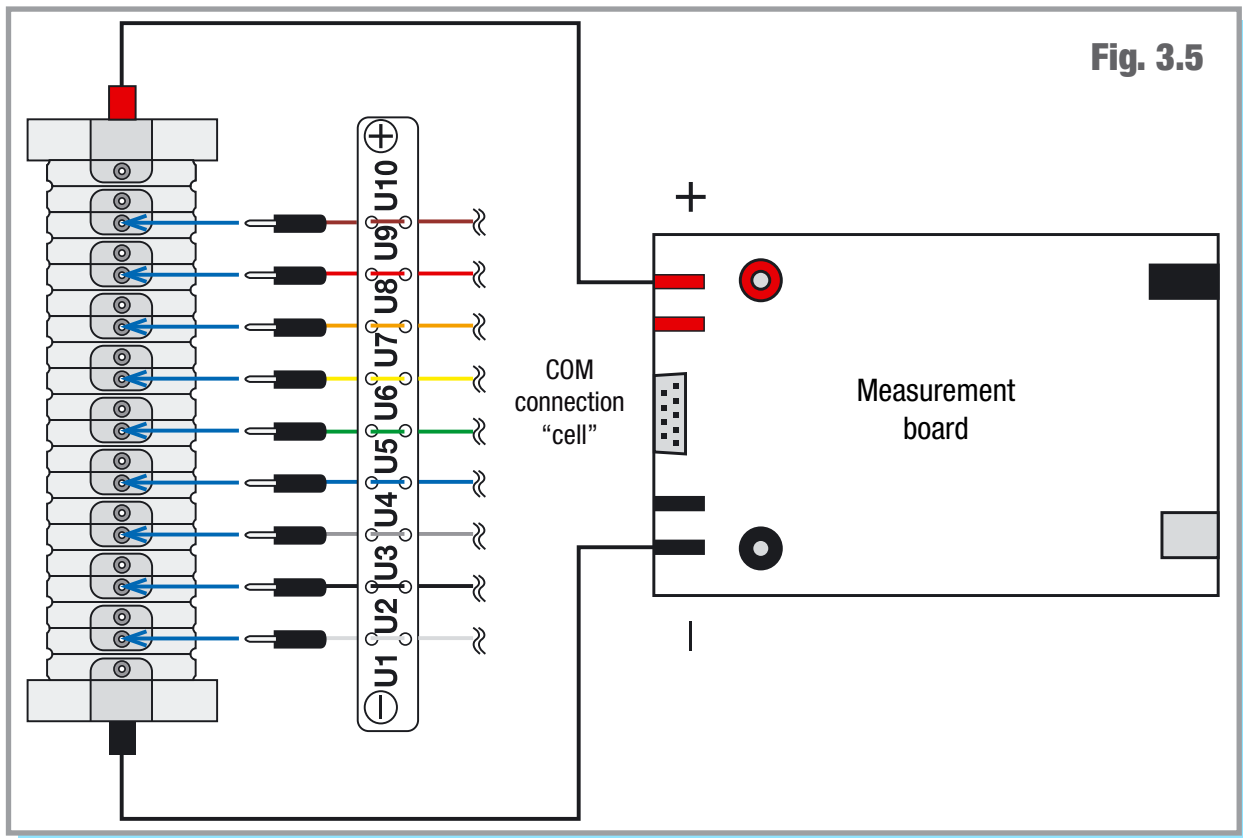 Fig. 3.5
+
U10
U9
U8
U7
U6
U5
U4
U3
U2
U1
−
+
COM
connection
“cell”
Measurement
board
−